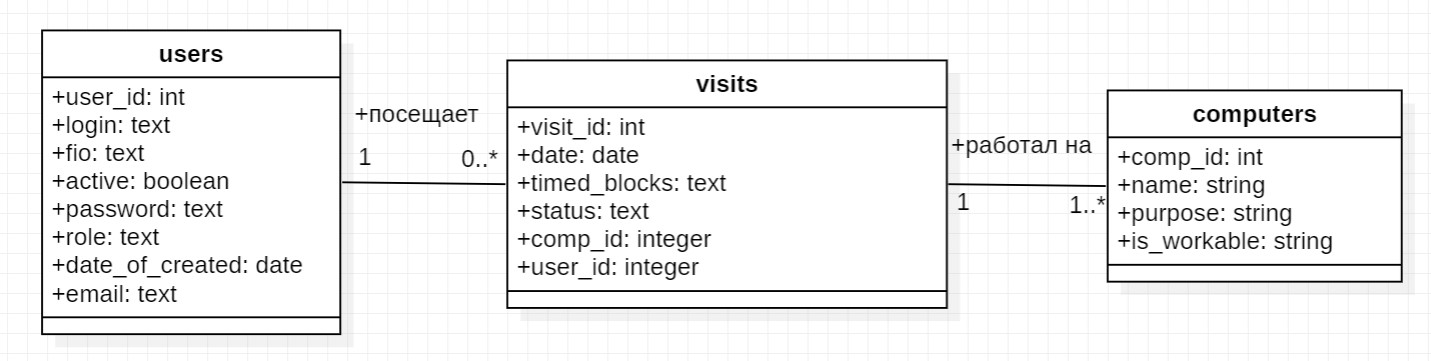 users
+user_id: int
+login: text
+fio: text
+active: boolean
+password: text
+role: text
+date_of_created: date
+email: text
+посещает
1
0..*
visits
+visit_id: int
+date: date
+timed_blocks: text
+status: text
+comp_id: integer
+user_id: integer
+работал на
1
1..*
computers
+comp_id: int
+name: string
+purpose: string
+is_workable: string